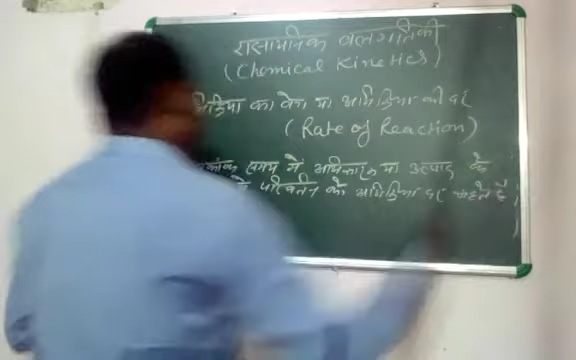 रासायनिक बलगतिकी
(Chemical Kinetics)
का वेग या अभिक्रिया की दर
(Rate of Reaction)
समय में अभिकारक या उत्पाद के
परिवर्तन को अभिक्रिया दर कहते हैं